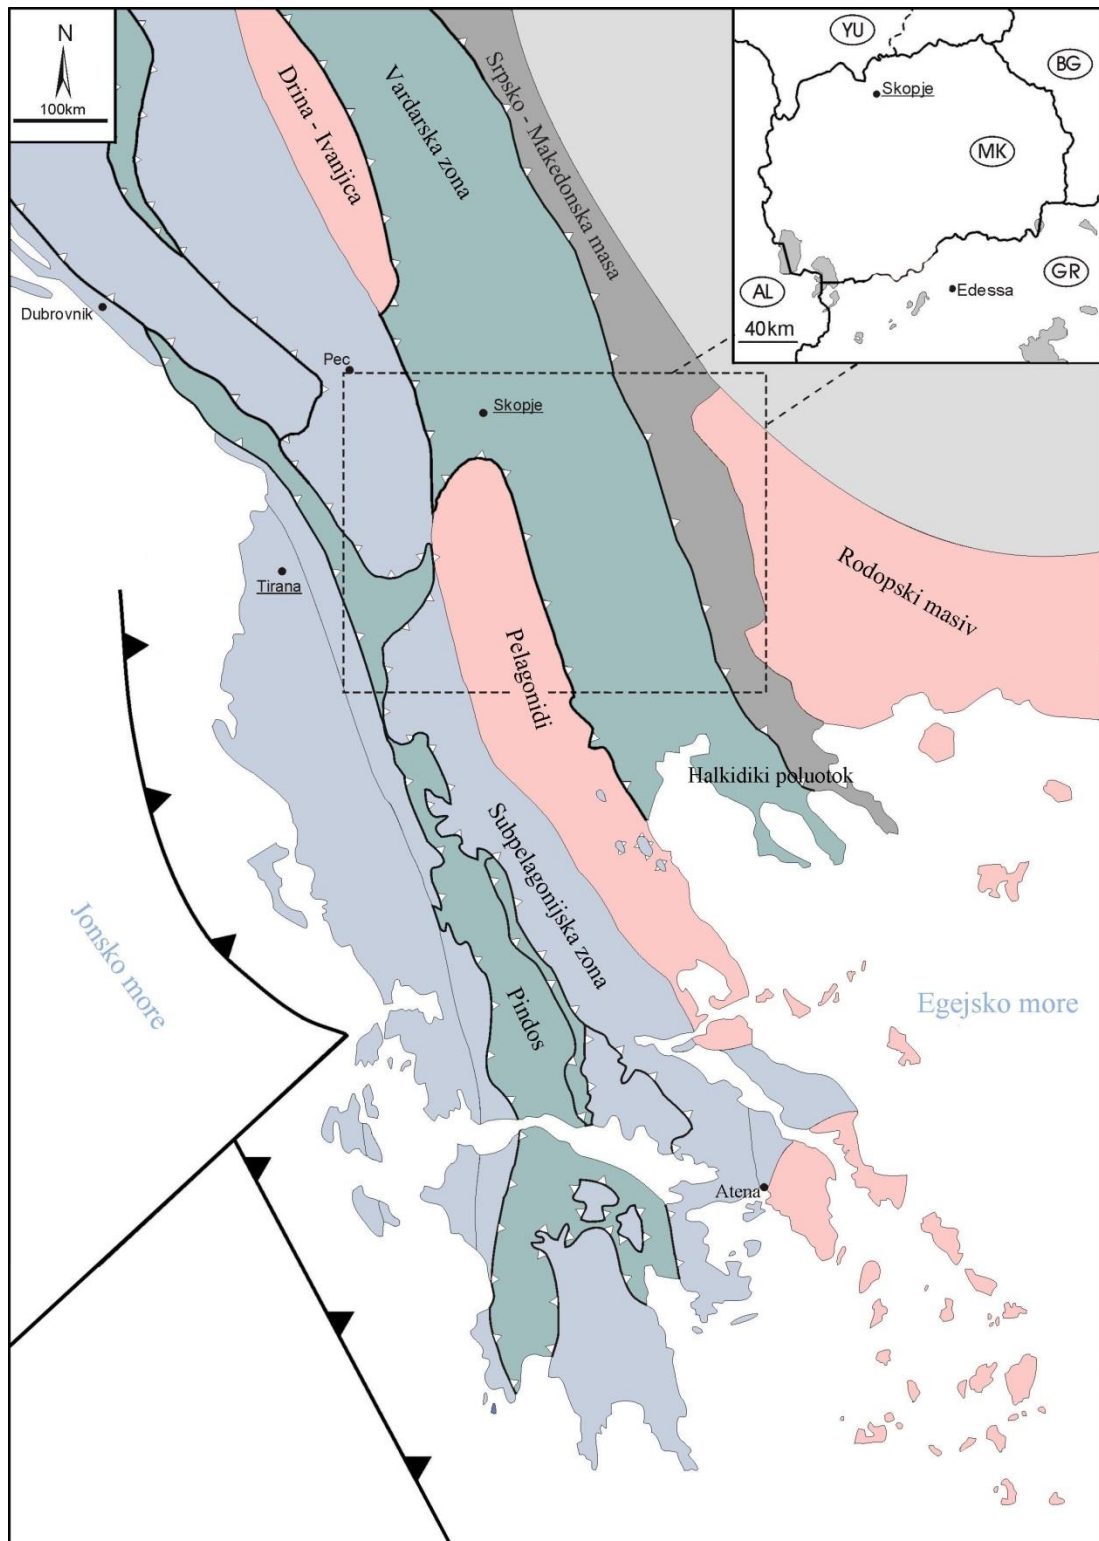 N
100km
YU
BG
Skopje
MK
GR
AL
Edessa
40km
Drina - Ivanjica
Vardarska zona
Srpsko - Makedonska masa
Dubrovnik
Pec
Skopje
Tirana
Rodopski masiv
Pelagonidi
Halkidiki poluotok
Subpelagonijska zona
Jonsko more
Pindos
Egejsko more
Atena